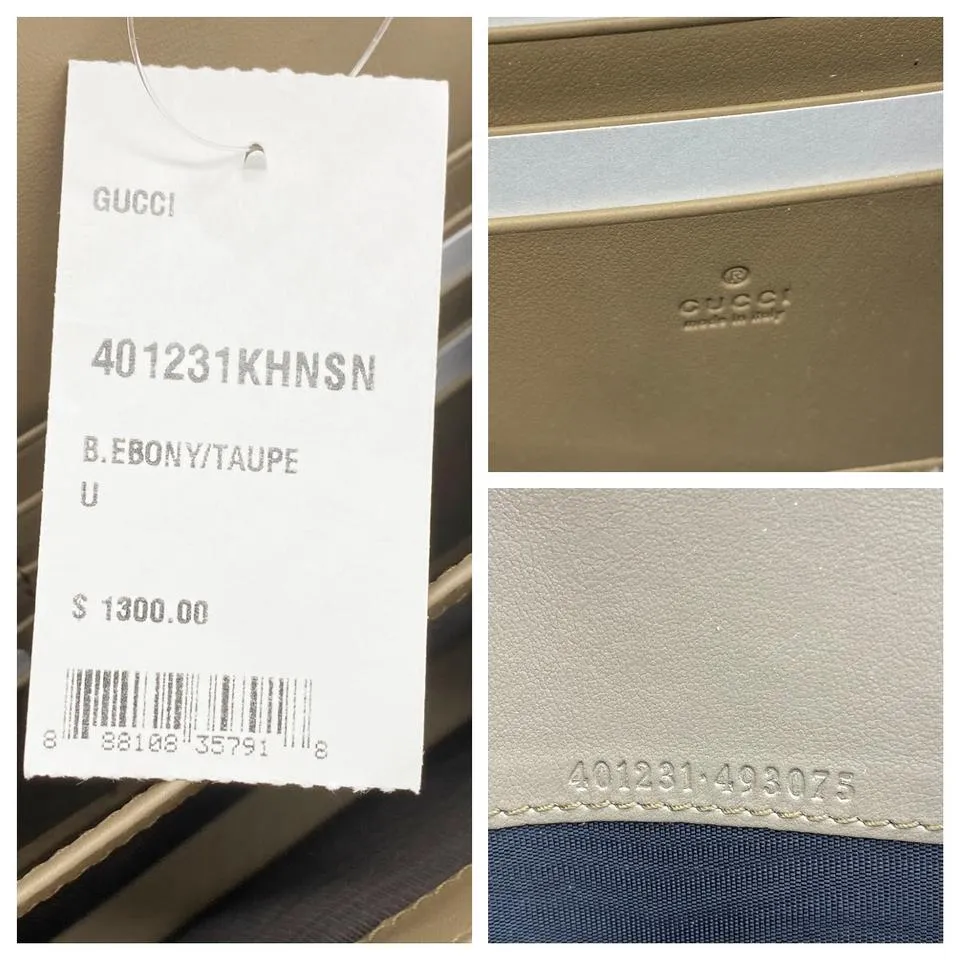 GUCCI
401231KHNSN
B.EBONY/TAUPE
U
$ 1300.00
8 88108 35791 8
®
GUCCI
made in italy
401231·493075